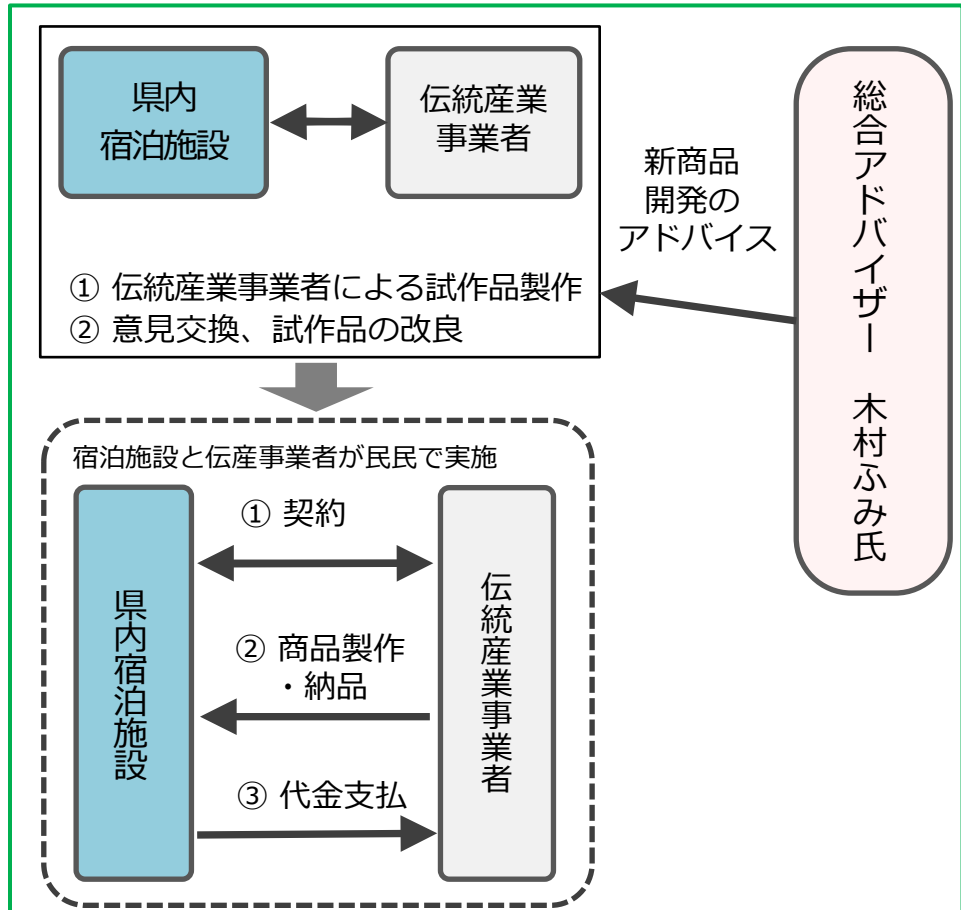 県内
宿泊施設
伝統産業
事業者
① 伝統産業事業者による試作品製作
② 意見交換、試作品の改良
新商品
開発の
アドバイス
総合アドバイザー　木村ふみ氏
宿泊施設と伝産事業者が民民で実施
県内宿泊施設
① 契約
② 商品製作
・納品
③ 代金支払
伝統産業事業者